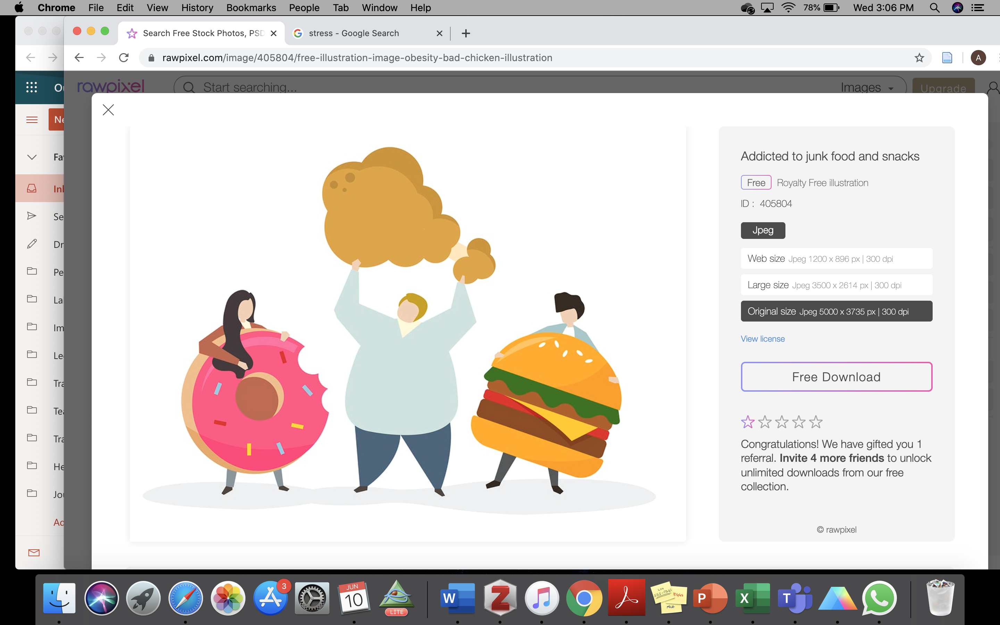 Chrome File Edit View History Bookmarks People Tab Window Help 78% Wed 3:06 PM
Search Free Stock Photos, PSD stress - Google Search
rawpixel.com/image/405804/free-illustration-image-obesity-bad-chicken-illustration A
rawpixel Start searching... Images Upgrade
Addicted to junk food and snacks
Free Royalty Free illustration
ID : 405804
Jpeg
Web size Jpeg 1200 x 896 px | 300 dpi
Large size Jpeg 3500 x 2614 px | 300 dpi
Original size Jpeg 5000 x 3735 px | 300 dpi
View license
Free Download
Congratulations! We have gifted you 1
referral. Invite 4 more friends to unlock
unlimited downloads from our free
collection.
© rawpixel
Ne
Fa
In
Se
Dr
Pe
La
Im
Le
Tra
Te
Tra
He
Jo
Ad
3
JUN
10
LITE
W
Z
555-7361
EGGS
MILK
P
X
T